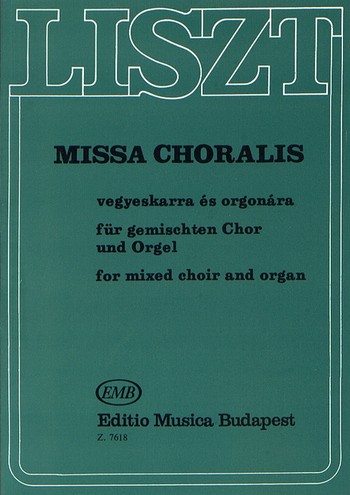 LISZT
MISSA CHORALIS
vegyeskarra és orgonára
für gemischten Chor
und Orgel
for mixed choir and organ
EMB
Editio Musica Budapest
Z. 7618